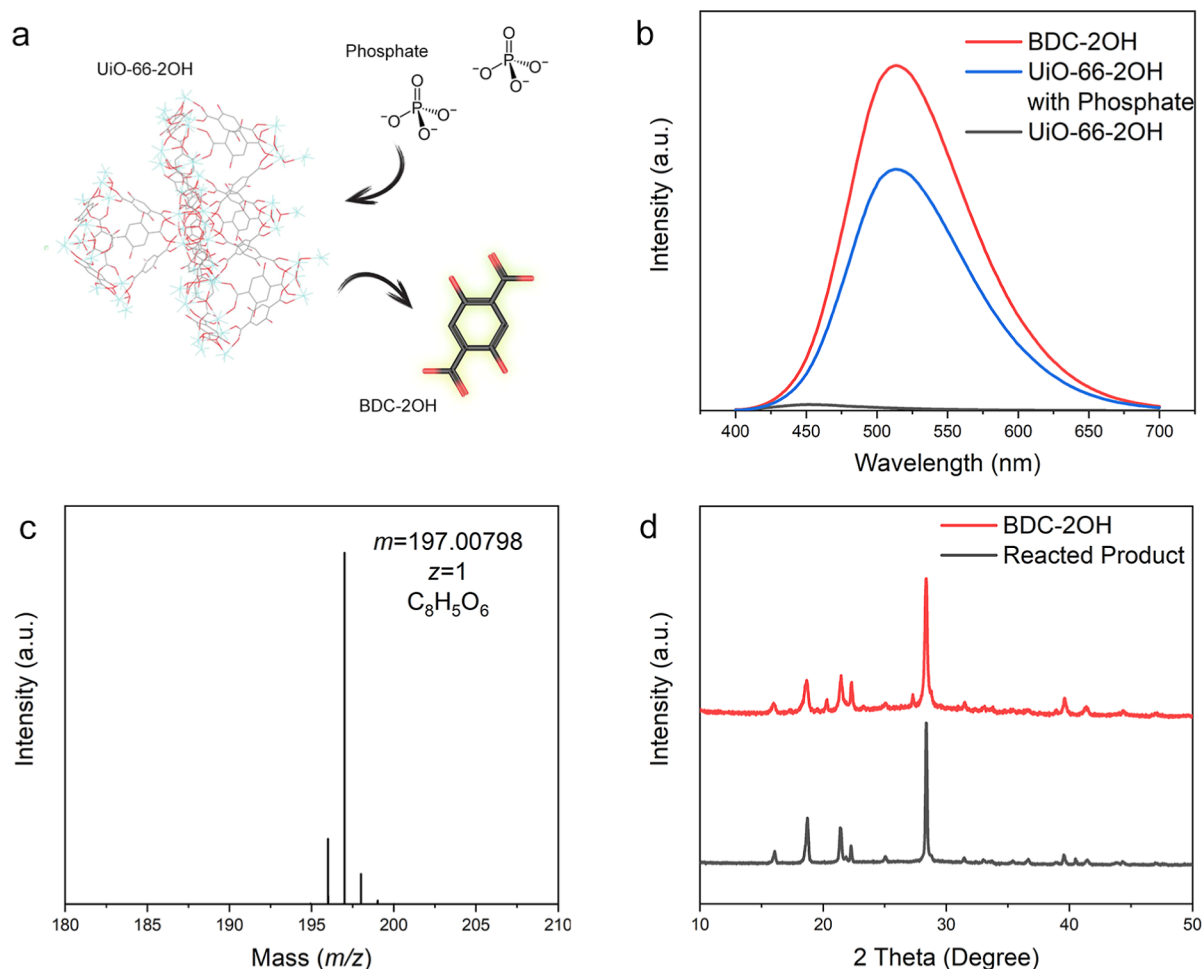 a
UiO-66-2OH
Phosphate
O
P
⁻O
O⁻
O⁻
O
P
⁻O
O⁻
O⁻
BDC-2OH
b
BDC-2OH
UiO-66-2OH
with Phosphate
UiO-66-2OH
Intensity (a.u.)
400 450 500 550 600 650 700
Wavelength (nm)
c
m=197.00798
z=1
C₈H₅O₆
Intensity (a.u.)
180 185 190 195 200 205 210
Mass (m/z)
d
BDC-2OH
Reacted Product
Intensity (a.u.)
10 20 30 40 50
2 Theta (Degree)